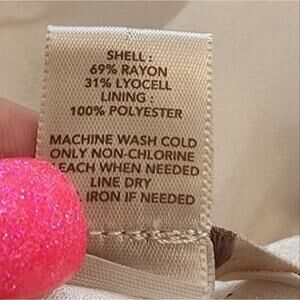 SHELL :
69% RAYON
31% LYOCELL
LINING :
100% POLYESTER
MACHINE WASH COLD
ONLY NON-CHLORINE
EACH WHEN NEEDED
LINE DRY
IRON IF NEEDED